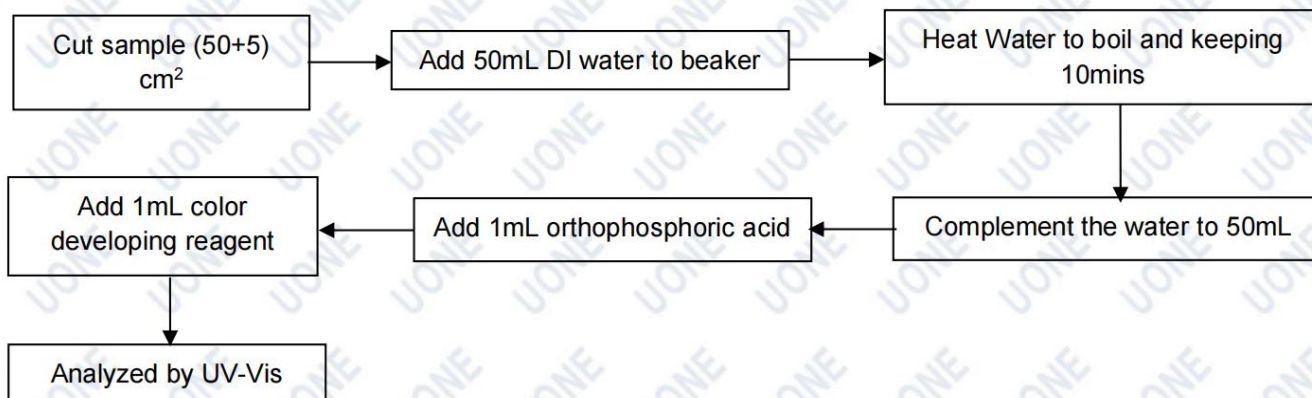 Cut sample (50+5)
cm²
Add 50mL DI water to beaker
Heat Water to boil and keeping
10mins
Complement the water to 50mL
Add 1mL orthophosphoric acid
Add 1mL color
developing reagent
Analyzed by UV-Vis
UONE